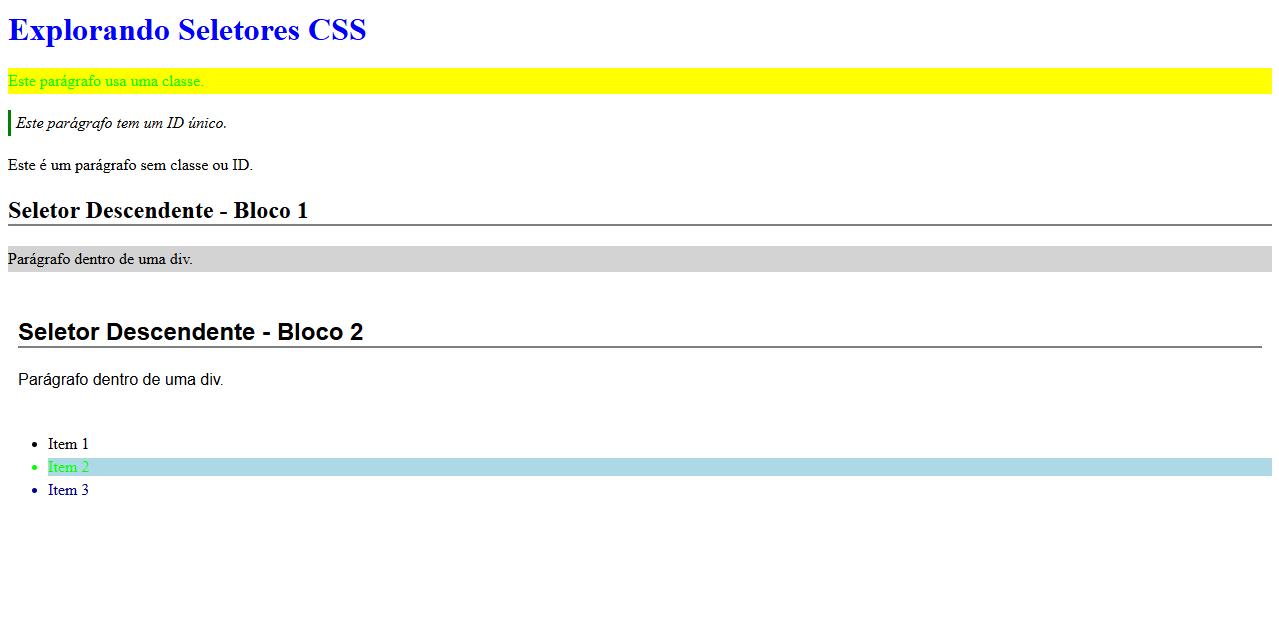 Explorando Seletores CSS
Este parágrafo usa uma classe.
Este parágrafo tem um ID único.
Este é um parágrafo sem classe ou ID.
Seletor Descendente - Bloco 1
Parágrafo dentro de uma div.
Seletor Descendente - Bloco 2
Parágrafo dentro de uma div.
Item 1
Item 2
Item 3